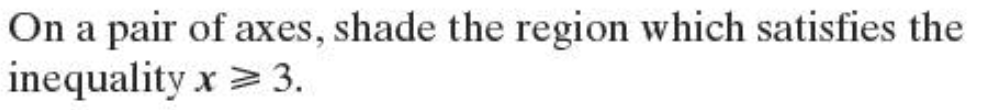 On a pair of axes, shade the region which satisfies the
inequality x ⩾ 3.